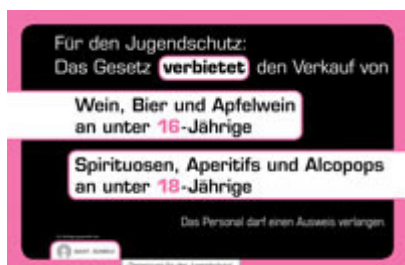 Für den Jugendschutz:
Das Gesetz verbietet den Verkauf von
Wein, Bier und Apfelwein
an unter 16-Jährige
Spirituosen, Aperitifs und Alcopops
an unter 18-Jährige
Das Personal darf einen Ausweis verlangen.